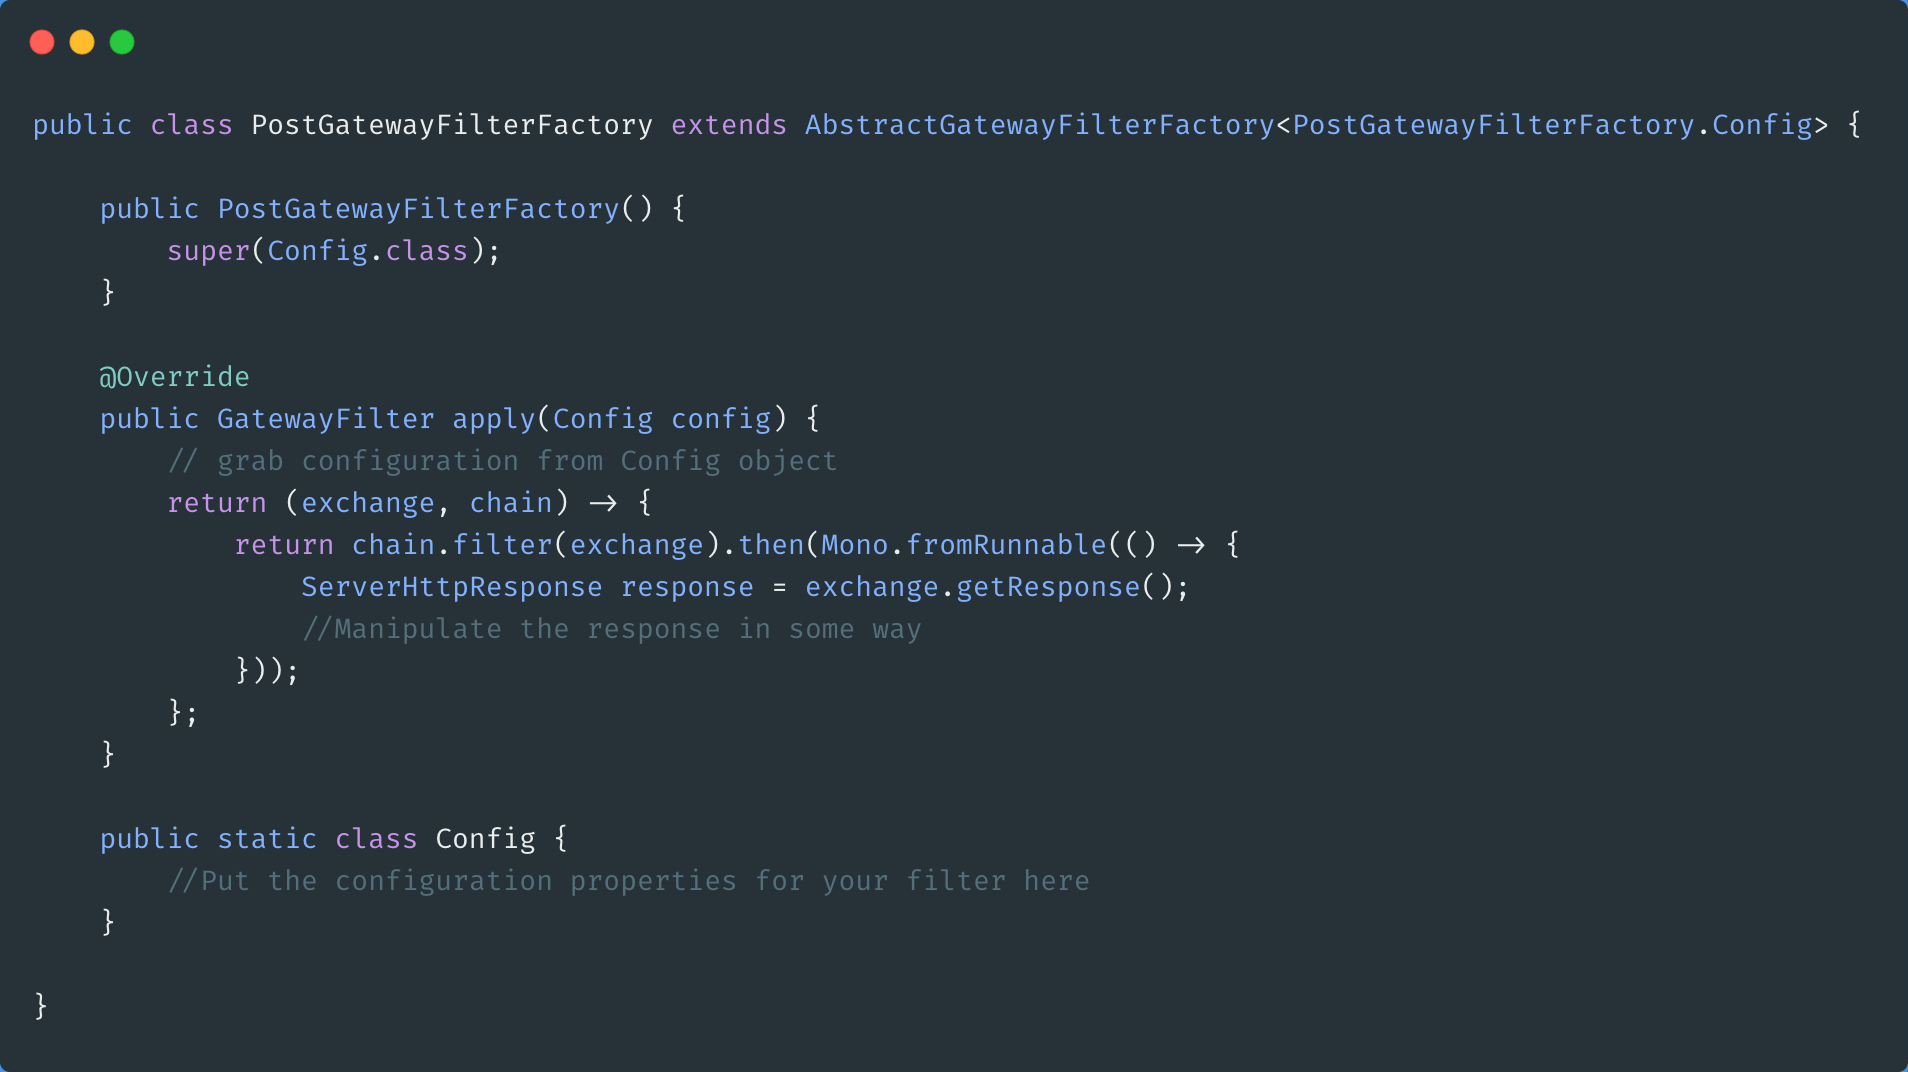 public class PostGatewayFilterFactory extends AbstractGatewayFilterFactory<PostGatewayFilterFactory.Config> {

    public PostGatewayFilterFactory() {
        super(Config.class);
    }

    @Override
    public GatewayFilter apply(Config config) {
        // grab configuration from Config object
        return (exchange, chain) -> {
            return chain.filter(exchange).then(Mono.fromRunnable(() -> {
                ServerHttpResponse response = exchange.getResponse();
                //Manipulate the response in some way
            }));
        };
    }

    public static class Config {
        //Put the configuration properties for your filter here
    }

}